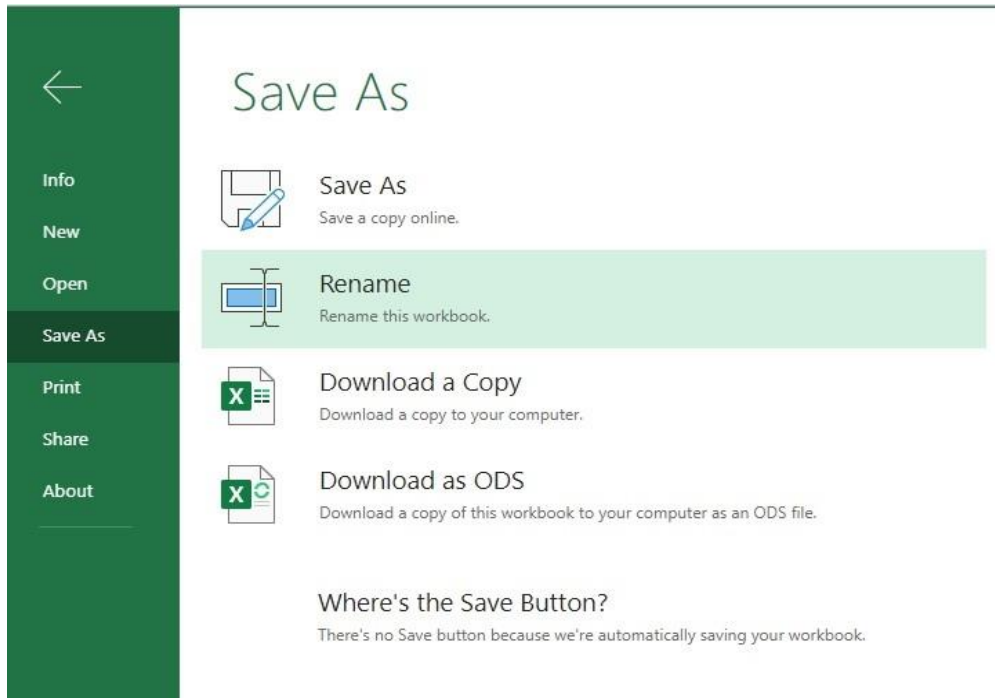 Save As
Info
New
Open
Save As
Print
Share
About
Save As
Save a copy online.
Rename
Rename this workbook.
Download a Copy
Download a copy to your computer.
Download as ODS
Download a copy of this workbook to your computer as an ODS file.
Where's the Save Button?
There's no Save button because we're automatically saving your workbook.